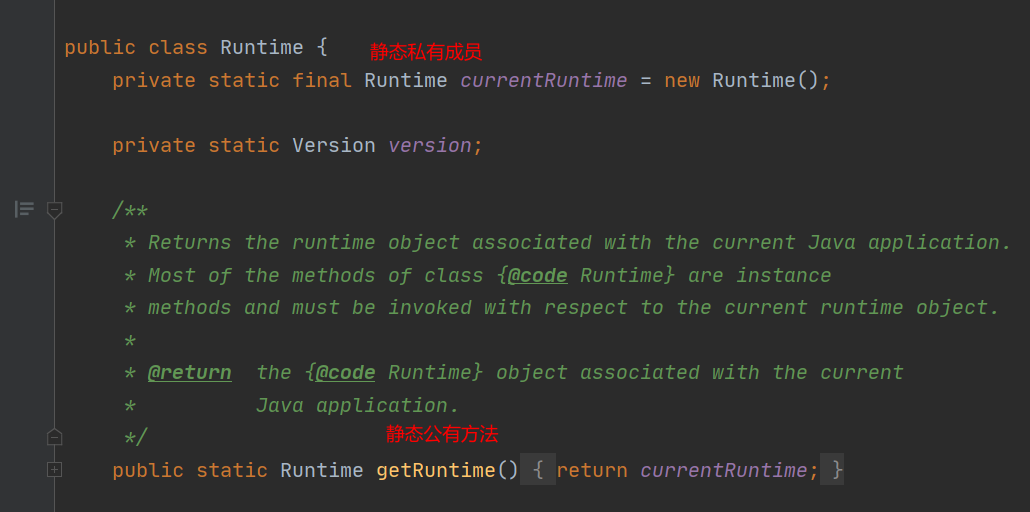 public class Runtime {
静态私有成员
private static final Runtime currentRuntime = new Runtime();
private static Version version;
/**
* Returns the runtime object associated with the current Java application.
* Most of the methods of class {@code Runtime} are instance
* methods and must be invoked with respect to the current runtime object.
*
* @return  the {@code Runtime} object associated with the current
*          Java application.
*/
静态公有方法
public static Runtime getRuntime() { return currentRuntime; }